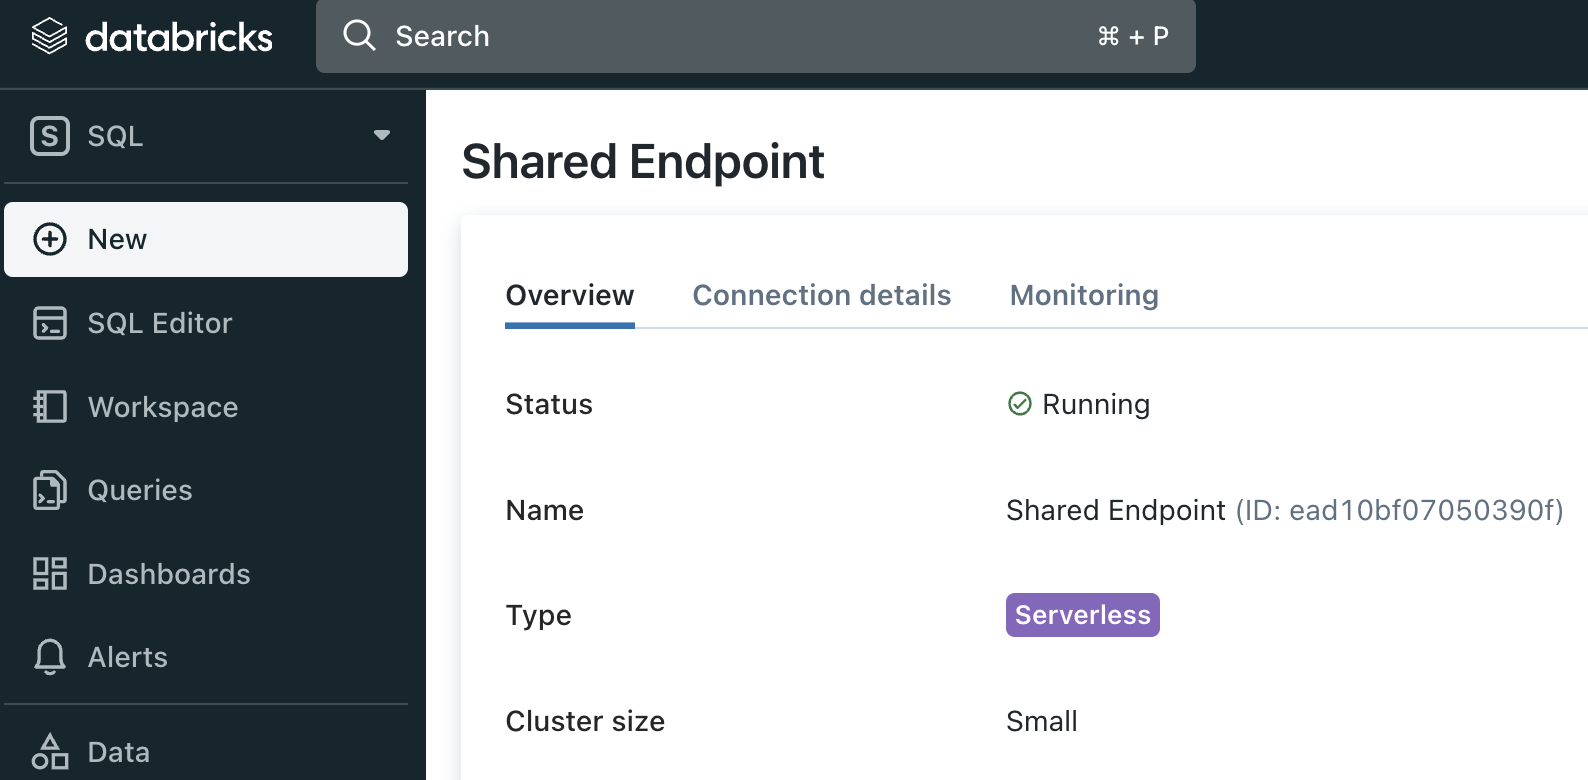 databricks
Search
⌘ + P
S SQL
New
SQL Editor
Workspace
Queries
Dashboards
Alerts
Data
Shared Endpoint
Overview Connection details Monitoring
Status Running
Name Shared Endpoint (ID: ead10bf07050390f)
Type Serverless
Cluster size Small